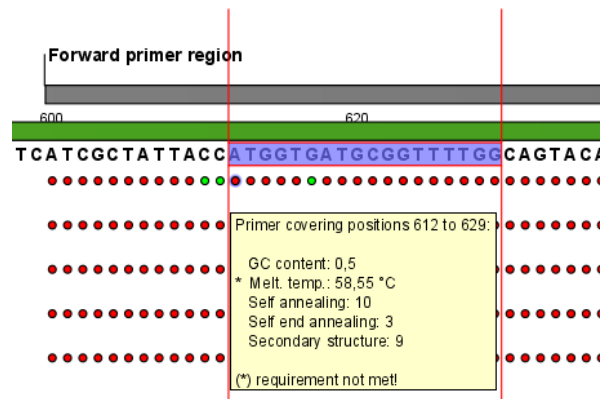 Forward primer region
600 620
TCATCGCTATTACCATGGTGATGCGGTTTTGGCAGTACA
Primer covering positions 612 to 629:
GC content: 0,5
* Melt. temp.: 58,55 °C
Self annealing: 10
Self end annealing: 3
Secondary structure: 9
(*) requirement not met!